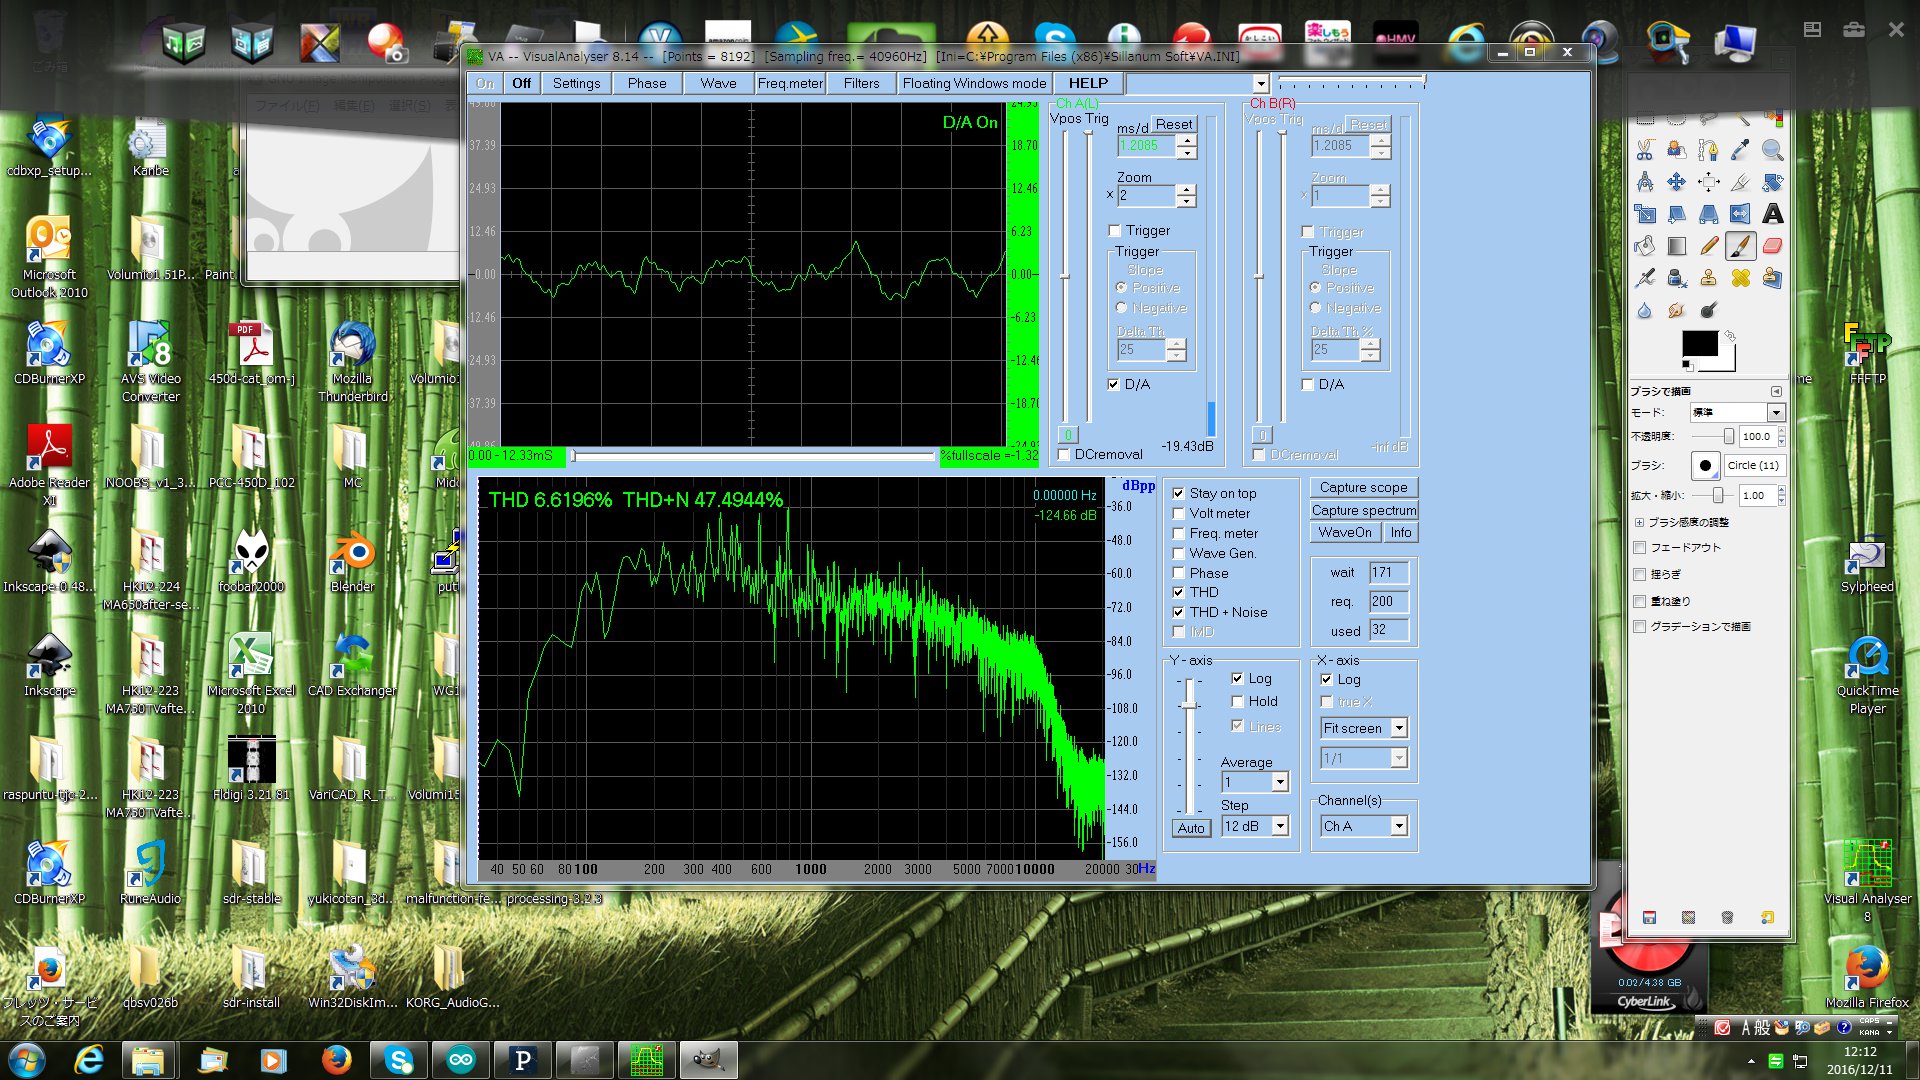 VA -- VisualAnalyser 8.14 -- [Points = 8192] [Sampling freq.= 40960Hz] [Ini=C:¥Program Files (x86)¥Sillanum Soft¥VA.INI]
On Off Settings Phase Wave Freq.meter Filters Floating Windows mode HELP
D/A On
37.39
24.93
12.46
-0.00
12.46
24.93
37.39
18.70
12.46
6.23
0.00
-6.23
-12.46
-18.70
0.00 - 12.33mS
%fullscale =-1.32
Ch A(L)
Vpos Trig
ms/d Reset
1.2085
Zoom
x 2
Trigger
Trigger
Slope
Positive
Negative
Delta Th
25
D/A
0
-19.43dB
DCremoval
Ch B(R)
Vpos Trig
ms/d Reset
1.2085
Zoom
x 1
Trigger
Trigger
Slope
Positive
Negative
Delta Th %
25
D/A
0
-inf dB
DCremoval
THD 6.6196% THD+N 47.4944%
0.00000 Hz
-124.66 dB
dBpp
-36.0
-48.0
-60.0
-72.0
-84.0
-96.0
-108.0
-120.0
-132.0
-144.0
-156.0
40 50 60 80 100 200 300 400 600 1000 2000 3000 5000 7000 10000 20000 30 Hz
Stay on top
Volt meter
Freq. meter
Wave Gen.
Phase
THD
THD + Noise
IMD
Capture scope
Capture spectrum
WaveOn Info
wait 171
req. 200
used 32
Y - axis
Log
Hold
Lines
Average
1
Step
Auto 12 dB
X - axis
Log
true X
Fit screen
1/1
Channel(s)
Ch A
ファイル(F) 編集(E) 選択(S)
ごみ箱
cdbxp_setup...
Kanbe
Microsoft
Outlook 2010
Volumio1.51P...
Paint.
CDBurnerXP
AVS Video
Converter
450d-cat_om-j
Mozilla
Thunderbird
Volumio1
Adobe Reader
XI
NOOBS_v1_3...
PCC-450D_102
MC
Inkscape-0.48...
HK12-224
MA650after-se...
foobar2000
Blender
Inkscape
HK12-223
MA750TVafte...
Microsoft Excel
2010
CAD Exchanger
raspuntu-tjc-2...
HK12-223
MA750TVafte...
Fldigi 3.21.81
VariCAD_R_T...
Volumi15
CDBurnerXP
RuneAudio
sdr-stable
yukicotan_3d...
malfunction-fe...
processing-3.2.3
フレッツ・サービ
スのご案内
qbsv026b
sdr-install
Win32DiskIm...
KORG_AudioG...
ブラシで描画
モード: 標準
不透明度: 100.0
ブラシ: Circle (11)
拡大・縮小: 1.00
ブラシ感度の調整
フェードアウト
揺らぎ
重ね塗り
グラデーションで描画
FFFTP
Sylpheed
QuickTime
Player
Visual Analyser
8
Mozilla Firefox
0.02/4.38 GB
CyberLink
A 般
CAPS
KANA
12:12
2016/12/11